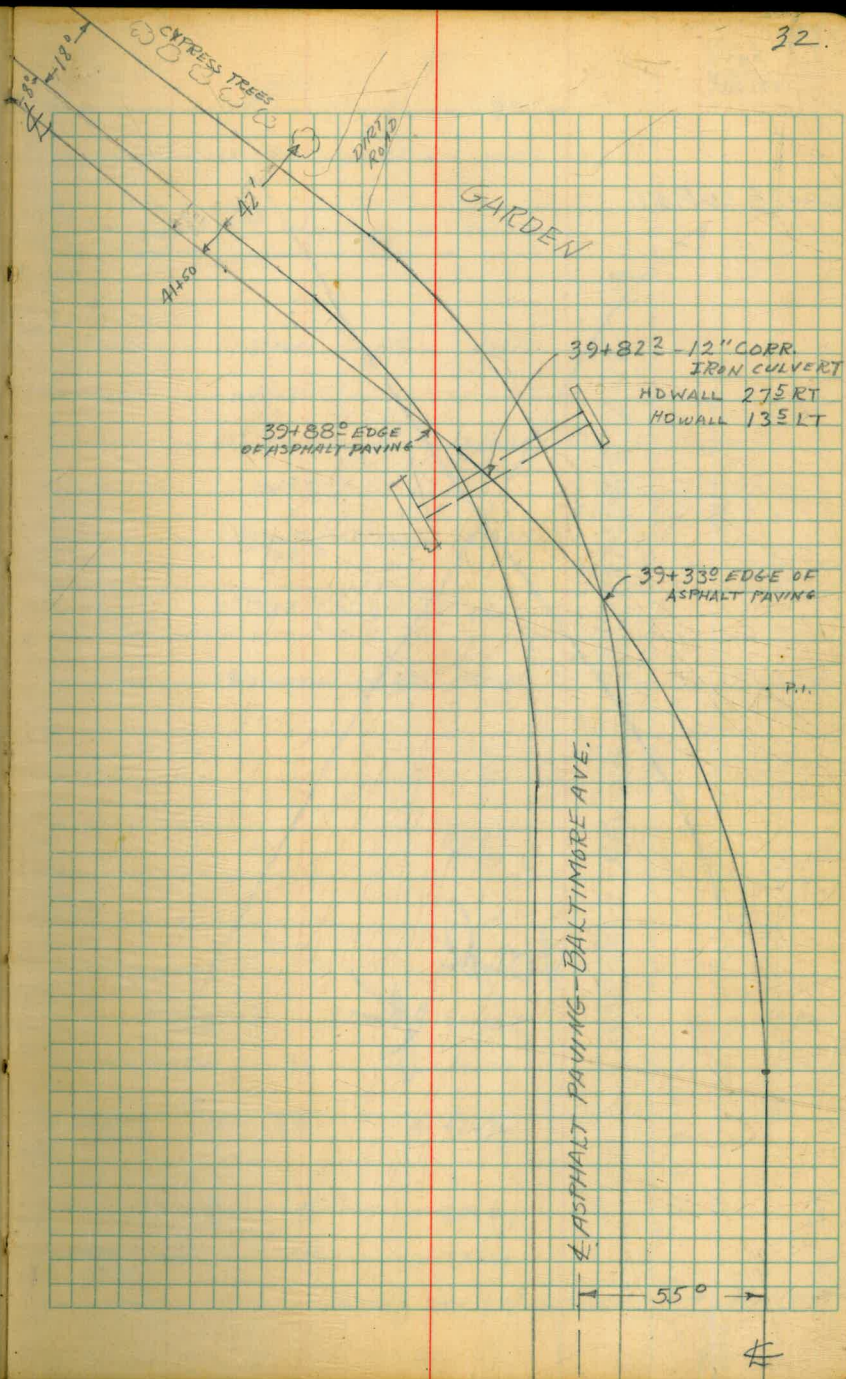 32.
CYPRESS TREES
18⁰
8⁰
DIRT
ROAD
42'
GARDEN
41+50
39+82² - 12" CORR.
IRON CULVERT
HDWALL 27⁵ RT
HDWALL 13⁵ LT
39+88⁰ EDGE
OF ASPHALT PAVING
39+33⁰ EDGE OF
ASPHALT PAVING
P.I.
℄ ASPHALT PAVING - BALTIMORE AVE.
55⁰
℄